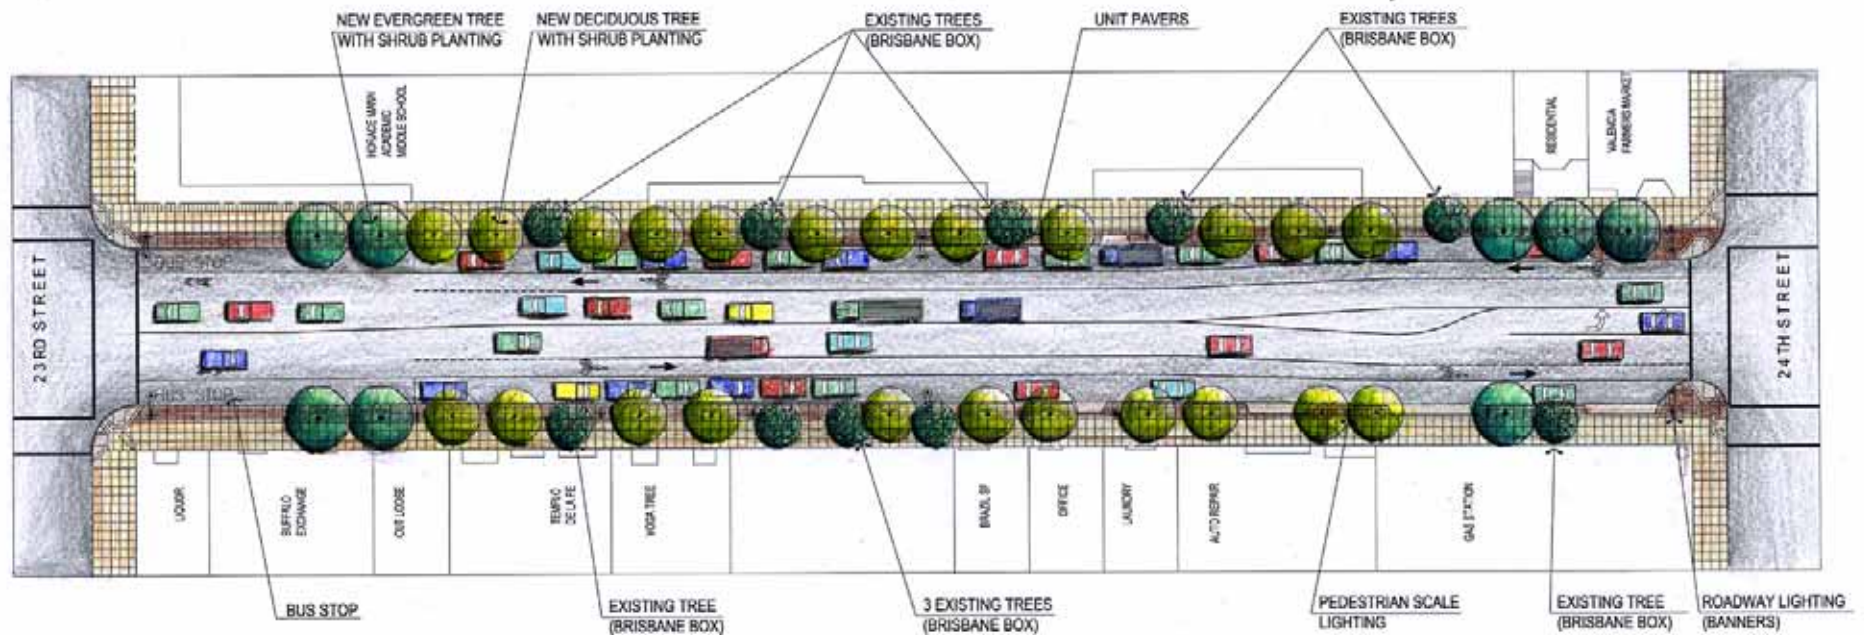 NEW EVERGREEN TREE
WITH SHRUB PLANTING
NEW DECIDUOUS TREE
WITH SHRUB PLANTING
EXISTING TREES
(BRISBANE BOX)
UNIT PAVERS
EXISTING TREES
(BRISBANE BOX)
HORACE MANN
ACADEMIC
MIDDLE SCHOOL
RESIDENTIAL
VALENCIA
FARMERS MARKET
BUS STOP
23RD STREET
24TH STREET
BUS STOP
LIQUOR
BUFFALO
EXCHANGE
CUT LOOSE
TEMPLO
DE LA FE
YOGA TREE
BRAZIL SF
OFFICE
LAUNDRY
AUTO REPAIR
GAS STATION
BUS STOP
EXISTING TREE
(BRISBANE BOX)
3 EXISTING TREES
(BRISBANE BOX)
PEDESTRIAN SCALE
LIGHTING
EXISTING TREE
(BRISBANE BOX)
ROADWAY LIGHTING
(BANNERS)